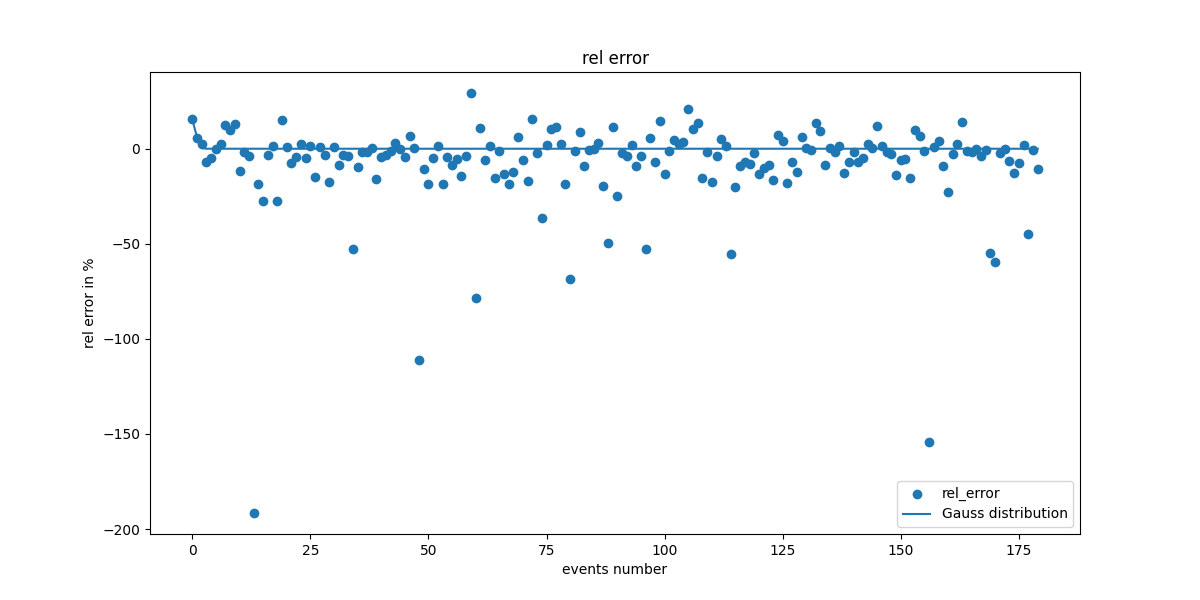 rel error
rel error in %
0
−50
−100
−150
−200
0 25 50 75 100 125 150 175
events number
rel_error
Gauss distribution